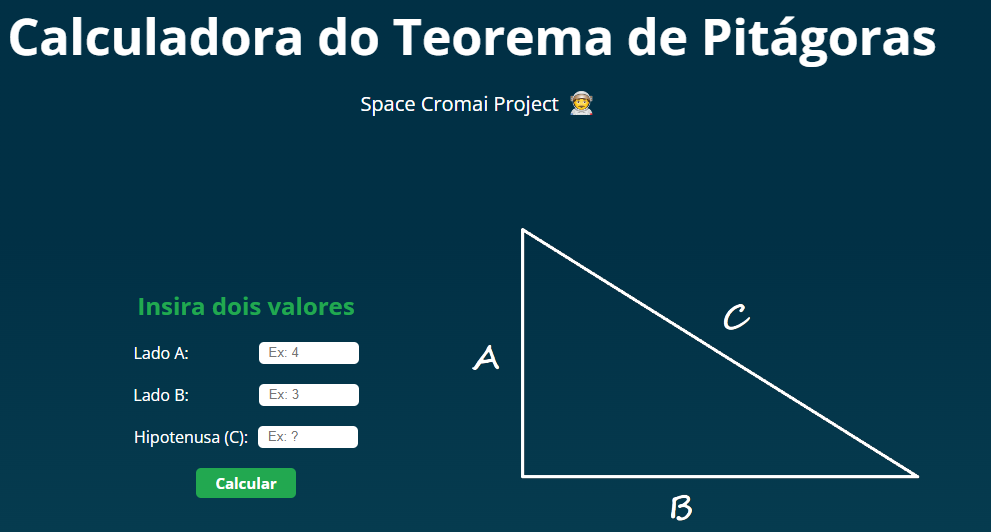 Calculadora do Teorema de Pitágoras
Space Cromai Project
Insira dois valores
Lado A:
Ex: 4
Lado B:
Ex: 3
Hipotenusa (C):
Ex: ?
Calcular
C
A
B